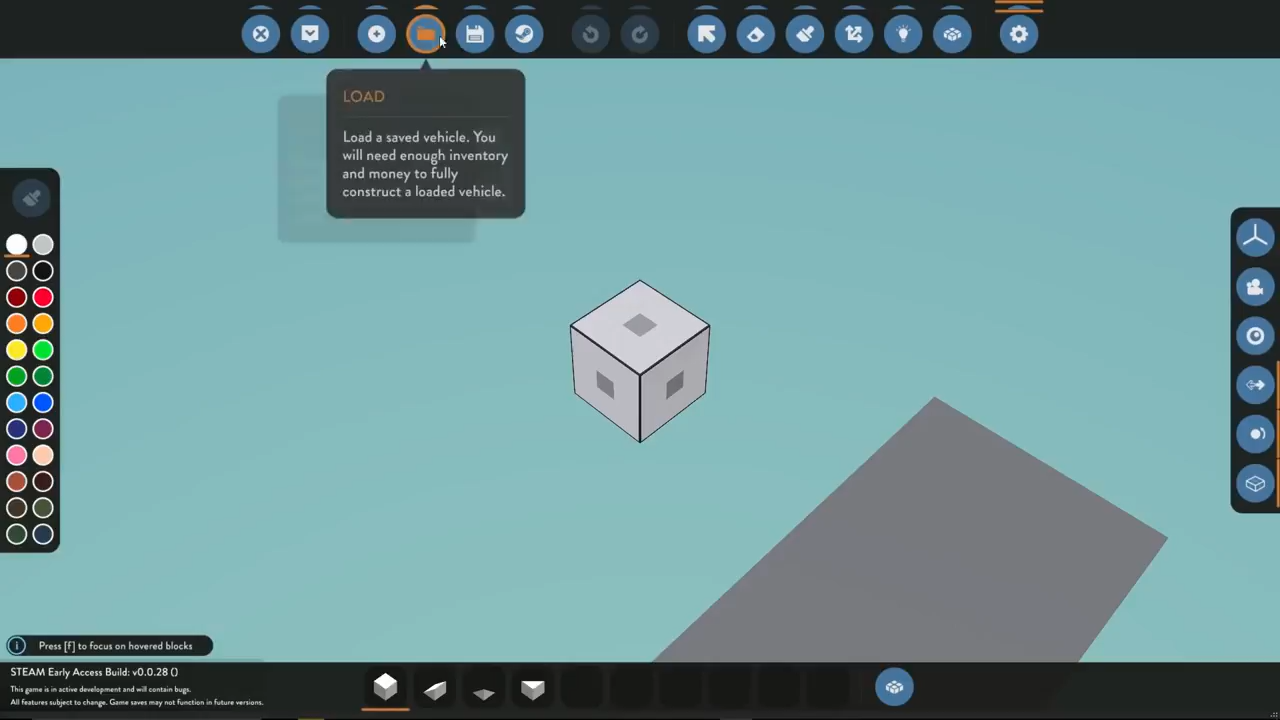 LOAD
Load a saved vehicle. You
will need enough inventory
and money to fully
construct a loaded vehicle.
Press [f] to focus on hovered blocks
STEAM Early Access Build: v0.0.28 ()
This game is in active development and will contain bugs.
All features subject to change. Game saves may not function in future versions.